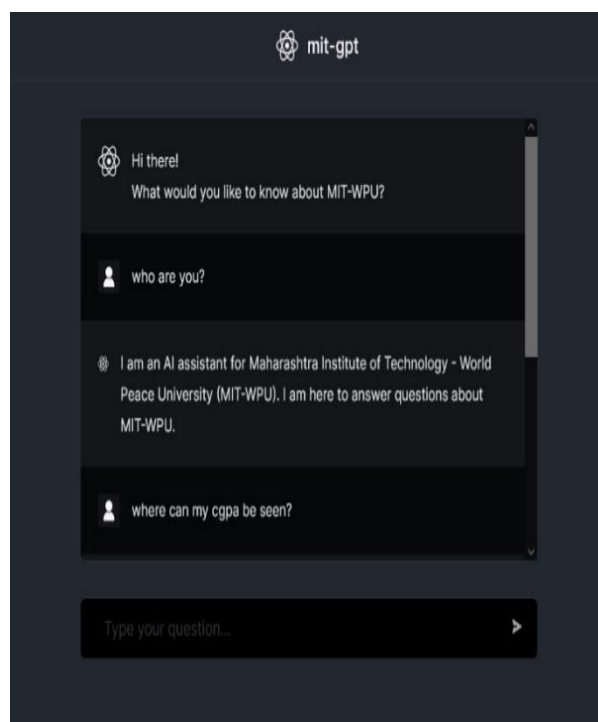 mit-gpt
Hi there!
What would you like to know about MIT-WPU?
who are you?
I am an AI assistant for Maharashtra Institute of Technology - World
Peace University (MIT-WPU). I am here to answer questions about
MIT-WPU.
where can my cgpa be seen?
Type your question...